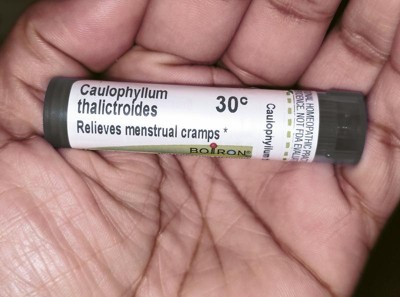 Caulophyllum
thalictroides
30c
Relieves menstrual cramps *
BOIRON
Caulophyllum
HOMEOPATHIC
NOT FDA